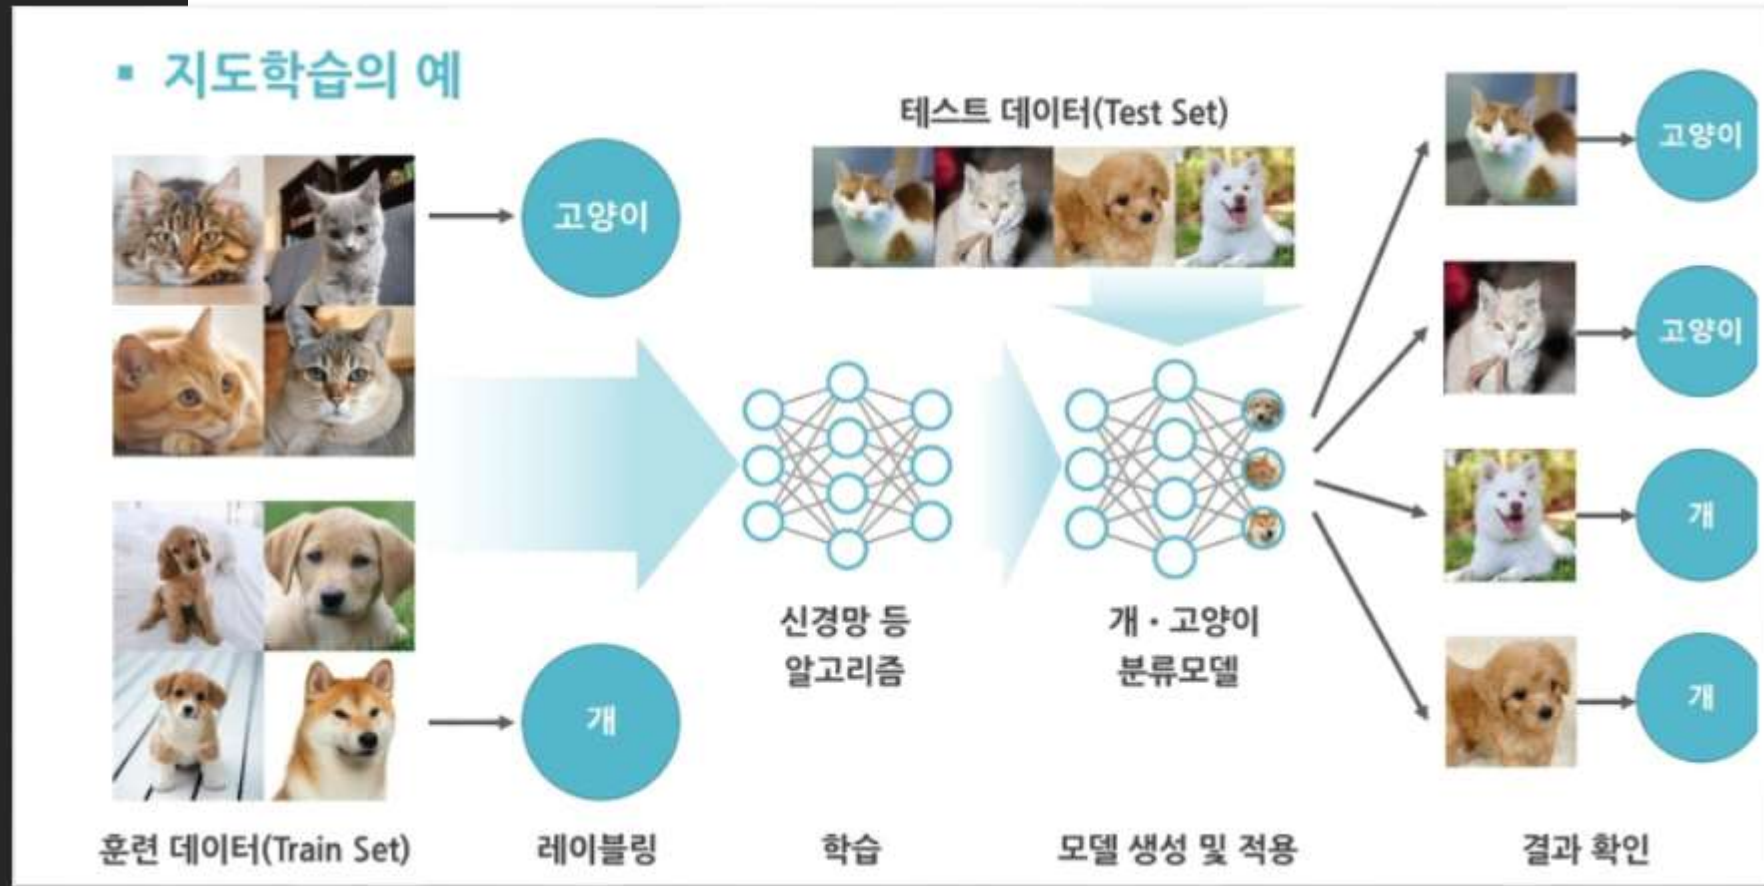 ▪ 지도학습의 예
테스트 데이터(Test Set)
고양이
개
신경망 등
알고리즘
개 · 고양이
분류모델
고양이
고양이
개
개
훈련 데이터(Train Set)
레이블링
학습
모델 생성 및 적용
결과 확인